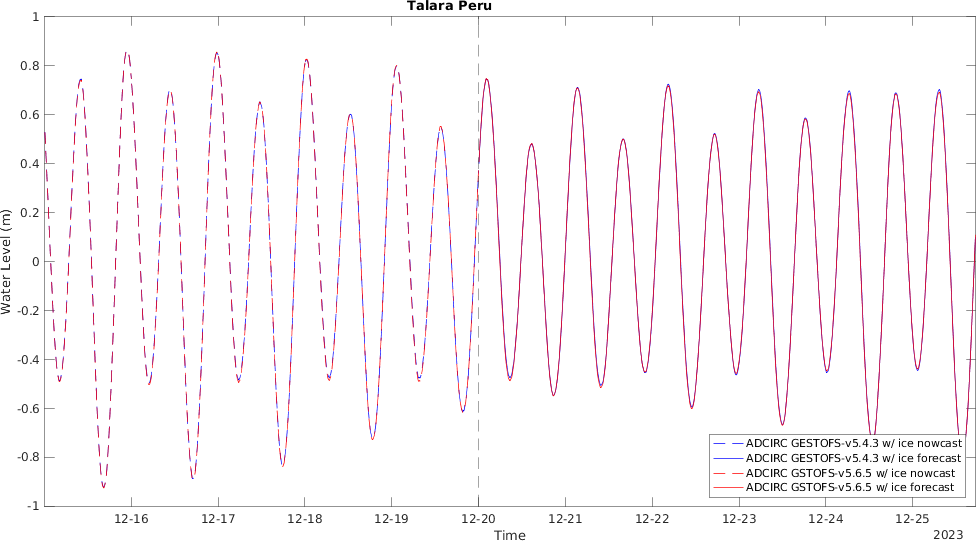 Talara Peru
1
0.8
0.6
0.4
0.2
0
-0.2
-0.4
-0.6
-0.8
-1
Water Level (m)
ADCIRC GESTOFS-v5.4.3 w/ ice nowcast
ADCIRC GESTOFS-v5.4.3 w/ ice forecast
ADCIRC GSTOFS-v5.6.5 w/ ice nowcast
ADCIRC GSTOFS-v5.6.5 w/ ice forecast
12-16 12-17 12-18 12-19 12-20 12-21 12-22 12-23 12-24 12-25
Time
2023